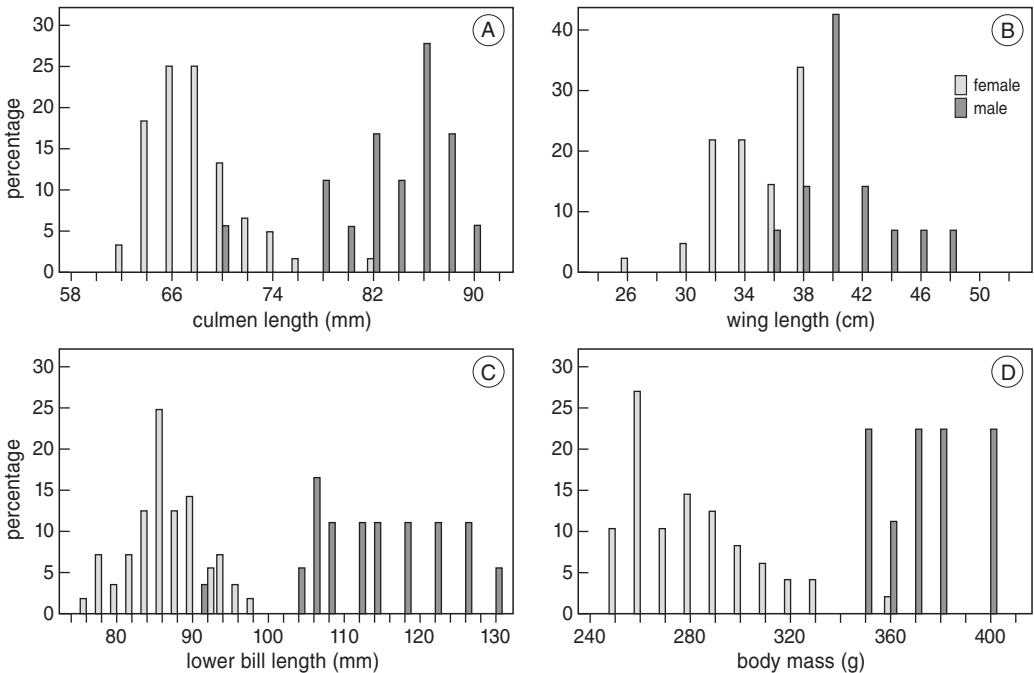 A
percentage
30
25
20
15
10
5
0
58 66 74 82 90
culmen length (mm)
B
female
male
40
30
20
10
0
26 30 34 38 42 46 50
wing length (cm)
C
percentage
30
25
20
15
10
5
0
80 90 100 110 120 130
lower bill length (mm)
D
30
25
20
15
10
5
0
240 280 320 360 400
body mass (g)